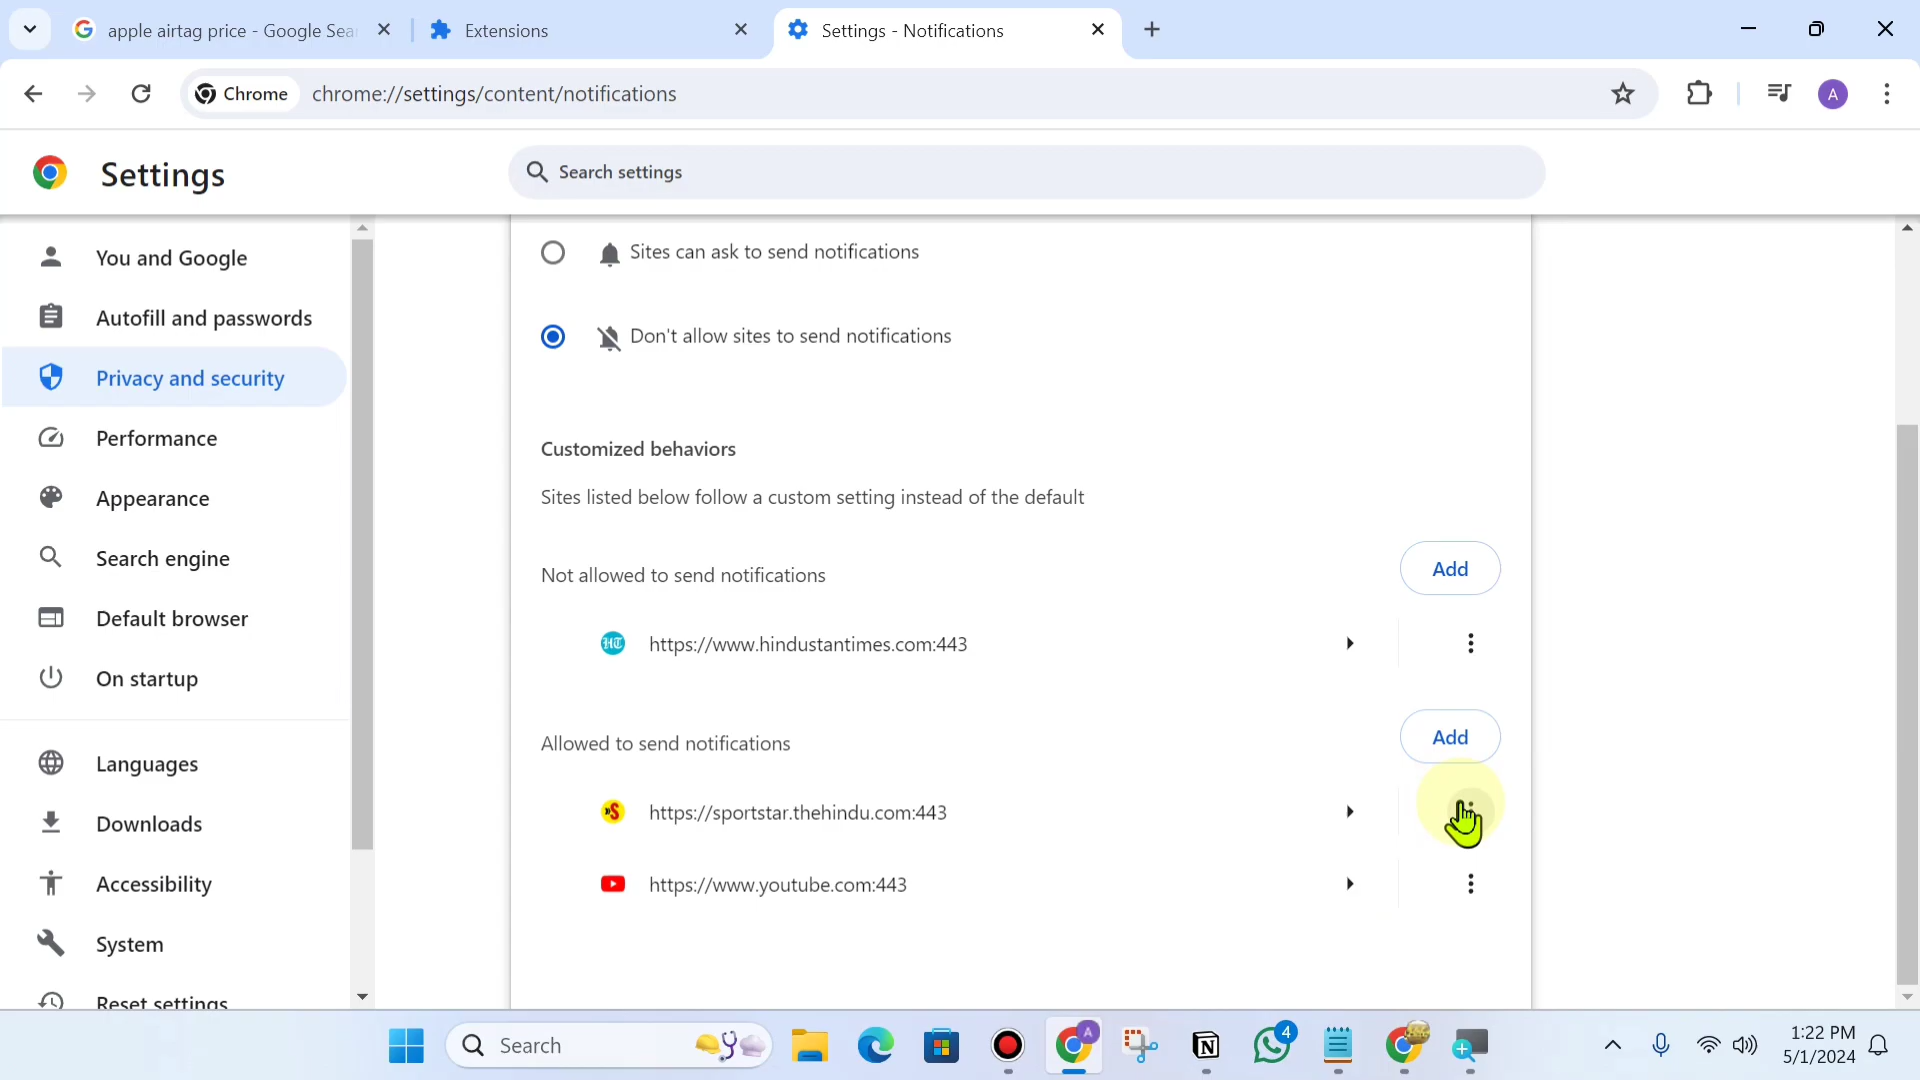 apple airtag price - Google Sea
Extensions
Settings - Notifications
Chrome
chrome://settings/content/notifications
A
Settings
Search settings
You and Google
Autofill and passwords
Privacy and security
Performance
Appearance
Search engine
Default browser
On startup
Languages
Downloads
Accessibility
System
Reset settings
Sites can ask to send notifications
Don't allow sites to send notifications
Customized behaviors
Sites listed below follow a custom setting instead of the default
Not allowed to send notifications
Add
HT
https://www.hindustantimes.com:443
Allowed to send notifications
Add
S
https://sportstar.thehindu.com:443
https://www.youtube.com:443
Search
A
N
4
1:22 PM
5/1/2024